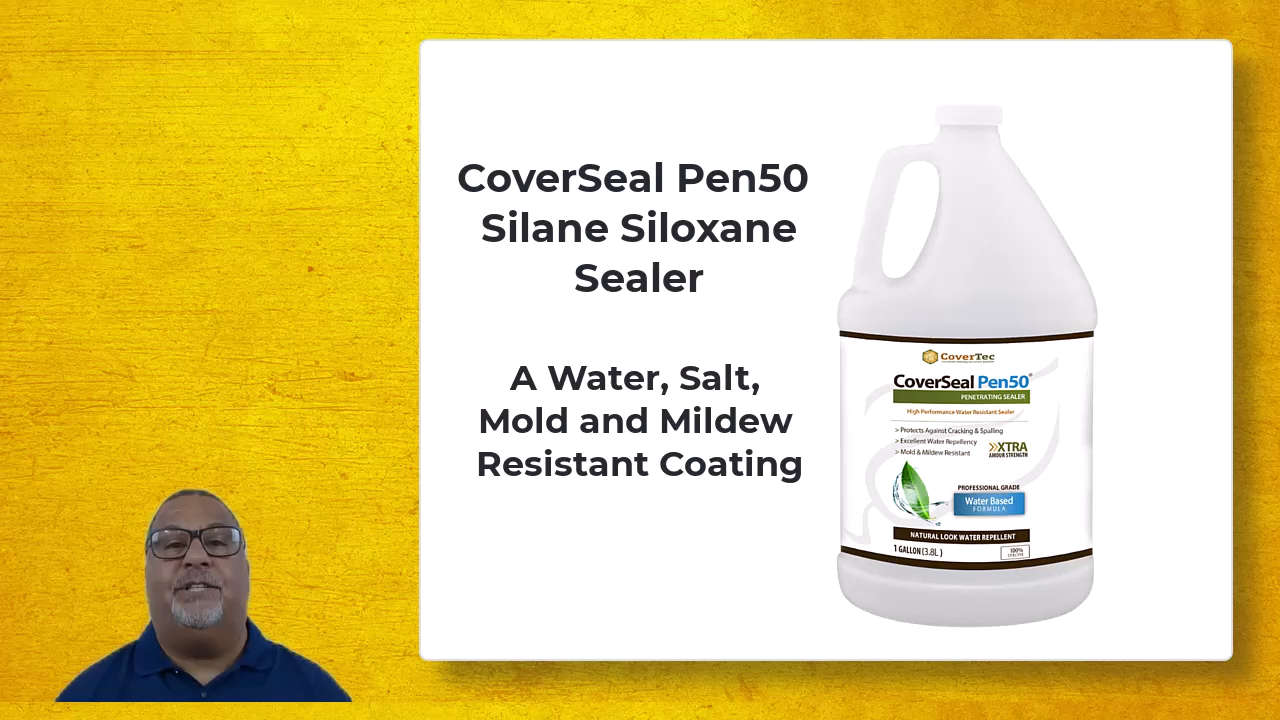 CoverSeal Pen50
Silane Siloxane
Sealer
A Water, Salt,
Mold and Mildew
Resistant Coating
CoverTec
CoverSeal Pen50
PENETRATING SEALER
High Performance Water Resistant Sealer
> Protects Against Cracking & Spalling
> Excellent Water Repellency
> Mold & Mildew Resistant
XTRA
AMOUR STRENGTH
PROFESSIONAL GRADE
Water Based
FORMULA
NATURAL LOOK WATER REPELLENT
1 GALLON (3.8L)
100%